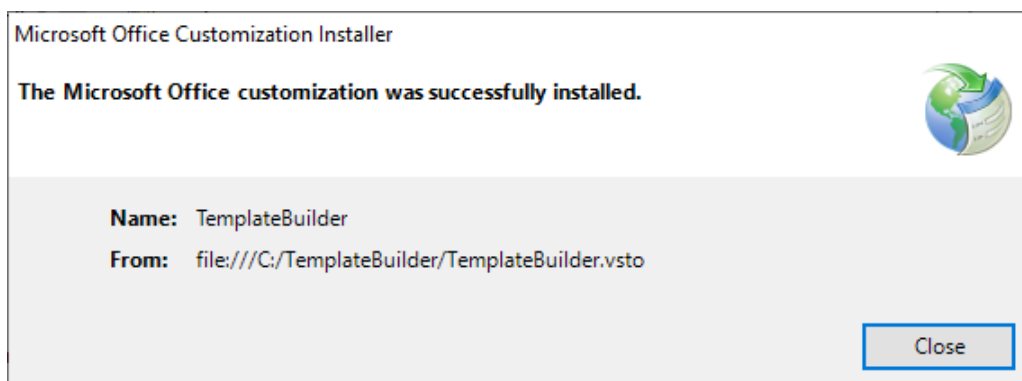 Microsoft Office Customization Installer
The Microsoft Office customization was successfully installed.
Name: TemplateBuilder
From: file:///C:/TemplateBuilder/TemplateBuilder.vsto
Close